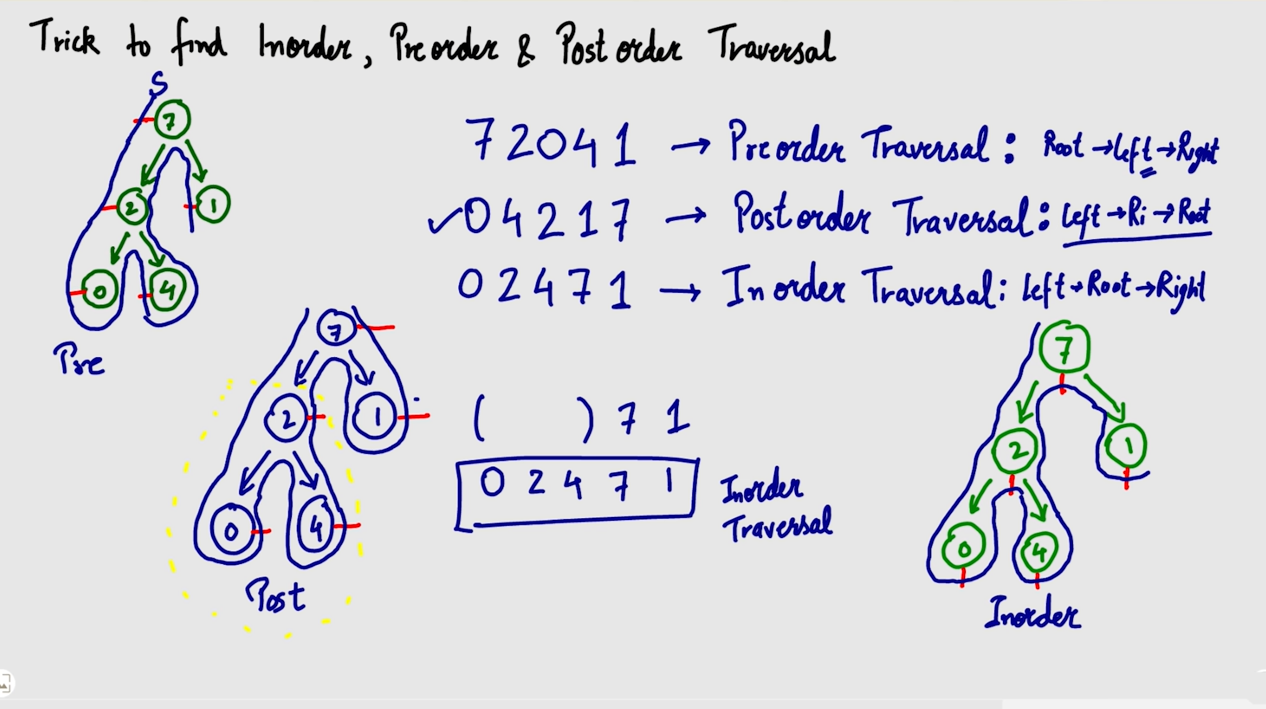 Trick to find Inorder, Preorder & Postorder Traversal
S
7
2
1
0
4
Pre
7 2 0 4 1 → Preorder Traversal : Root → left → Right
✓ 0 4 2 1 7 → Postorder Traversal : left → Ri → Root
0 2 4 7 1 → Inorder Traversal : left → Root → Right
7
2
1
0
4
Post
( ) 7 1
0 2 4 7 1
Inorder
Traversal
7
2
1
0
4
Inorder